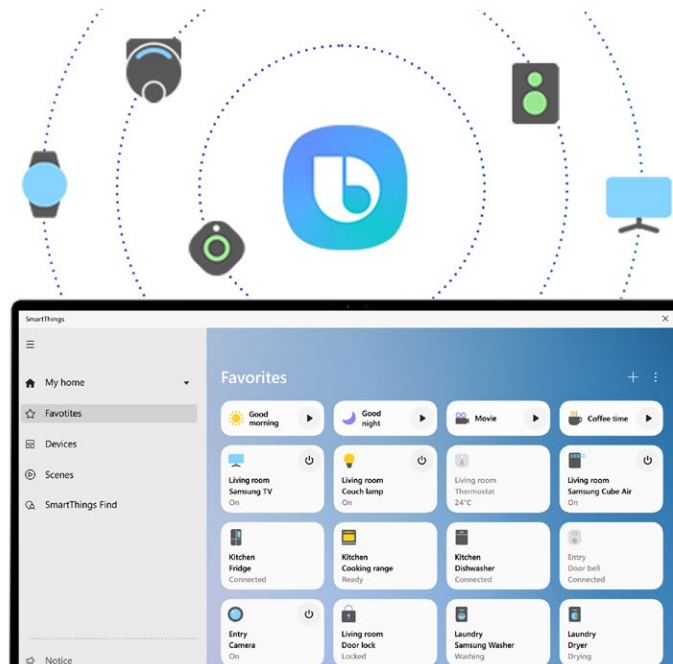 SmartThings
My home
Favotites
Devices
Scenes
SmartThings Find
Notice
Favorites
Good
morning
Good
night
Movie
Coffee time
Living room
Samsung TV
On
Living room
Couch lamp
On
Living room
Thermostat
24°C
Living room
Samsung Cube Air
On
Kitchen
Fridge
Connected
Kitchen
Cooking range
Ready
Kitchen
Dishwasher
Connected
Entry
Door bell
Connected
Entry
Camera
On
Living room
Door lock
Locked
Laundry
Samsung Washer
Washing
Laundry
Dryer
Drying